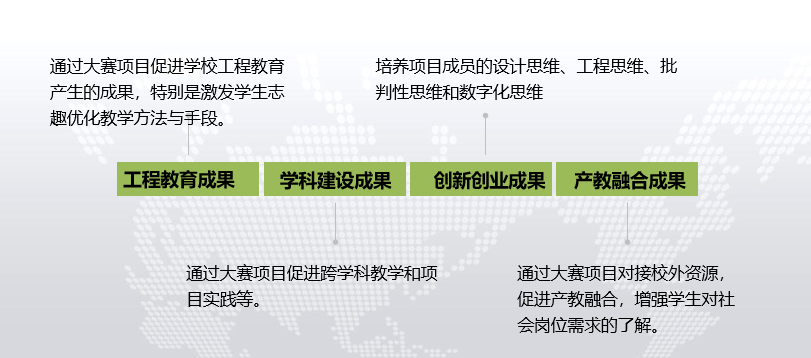 通过大赛项目促进学校工程教育
产生的成果，特别是激发学生志
趣优化教学方法与手段。
培养项目成员的设计思维、工程思维、批
判性思维和数字化思维
工程教育成果
学科建设成果
创新创业成果
产教融合成果
通过大赛项目促进跨学科教学和项
目实践等。
通过大赛项目对接校外资源，
促进产教融合，增强学生对社
会岗位需求的了解。